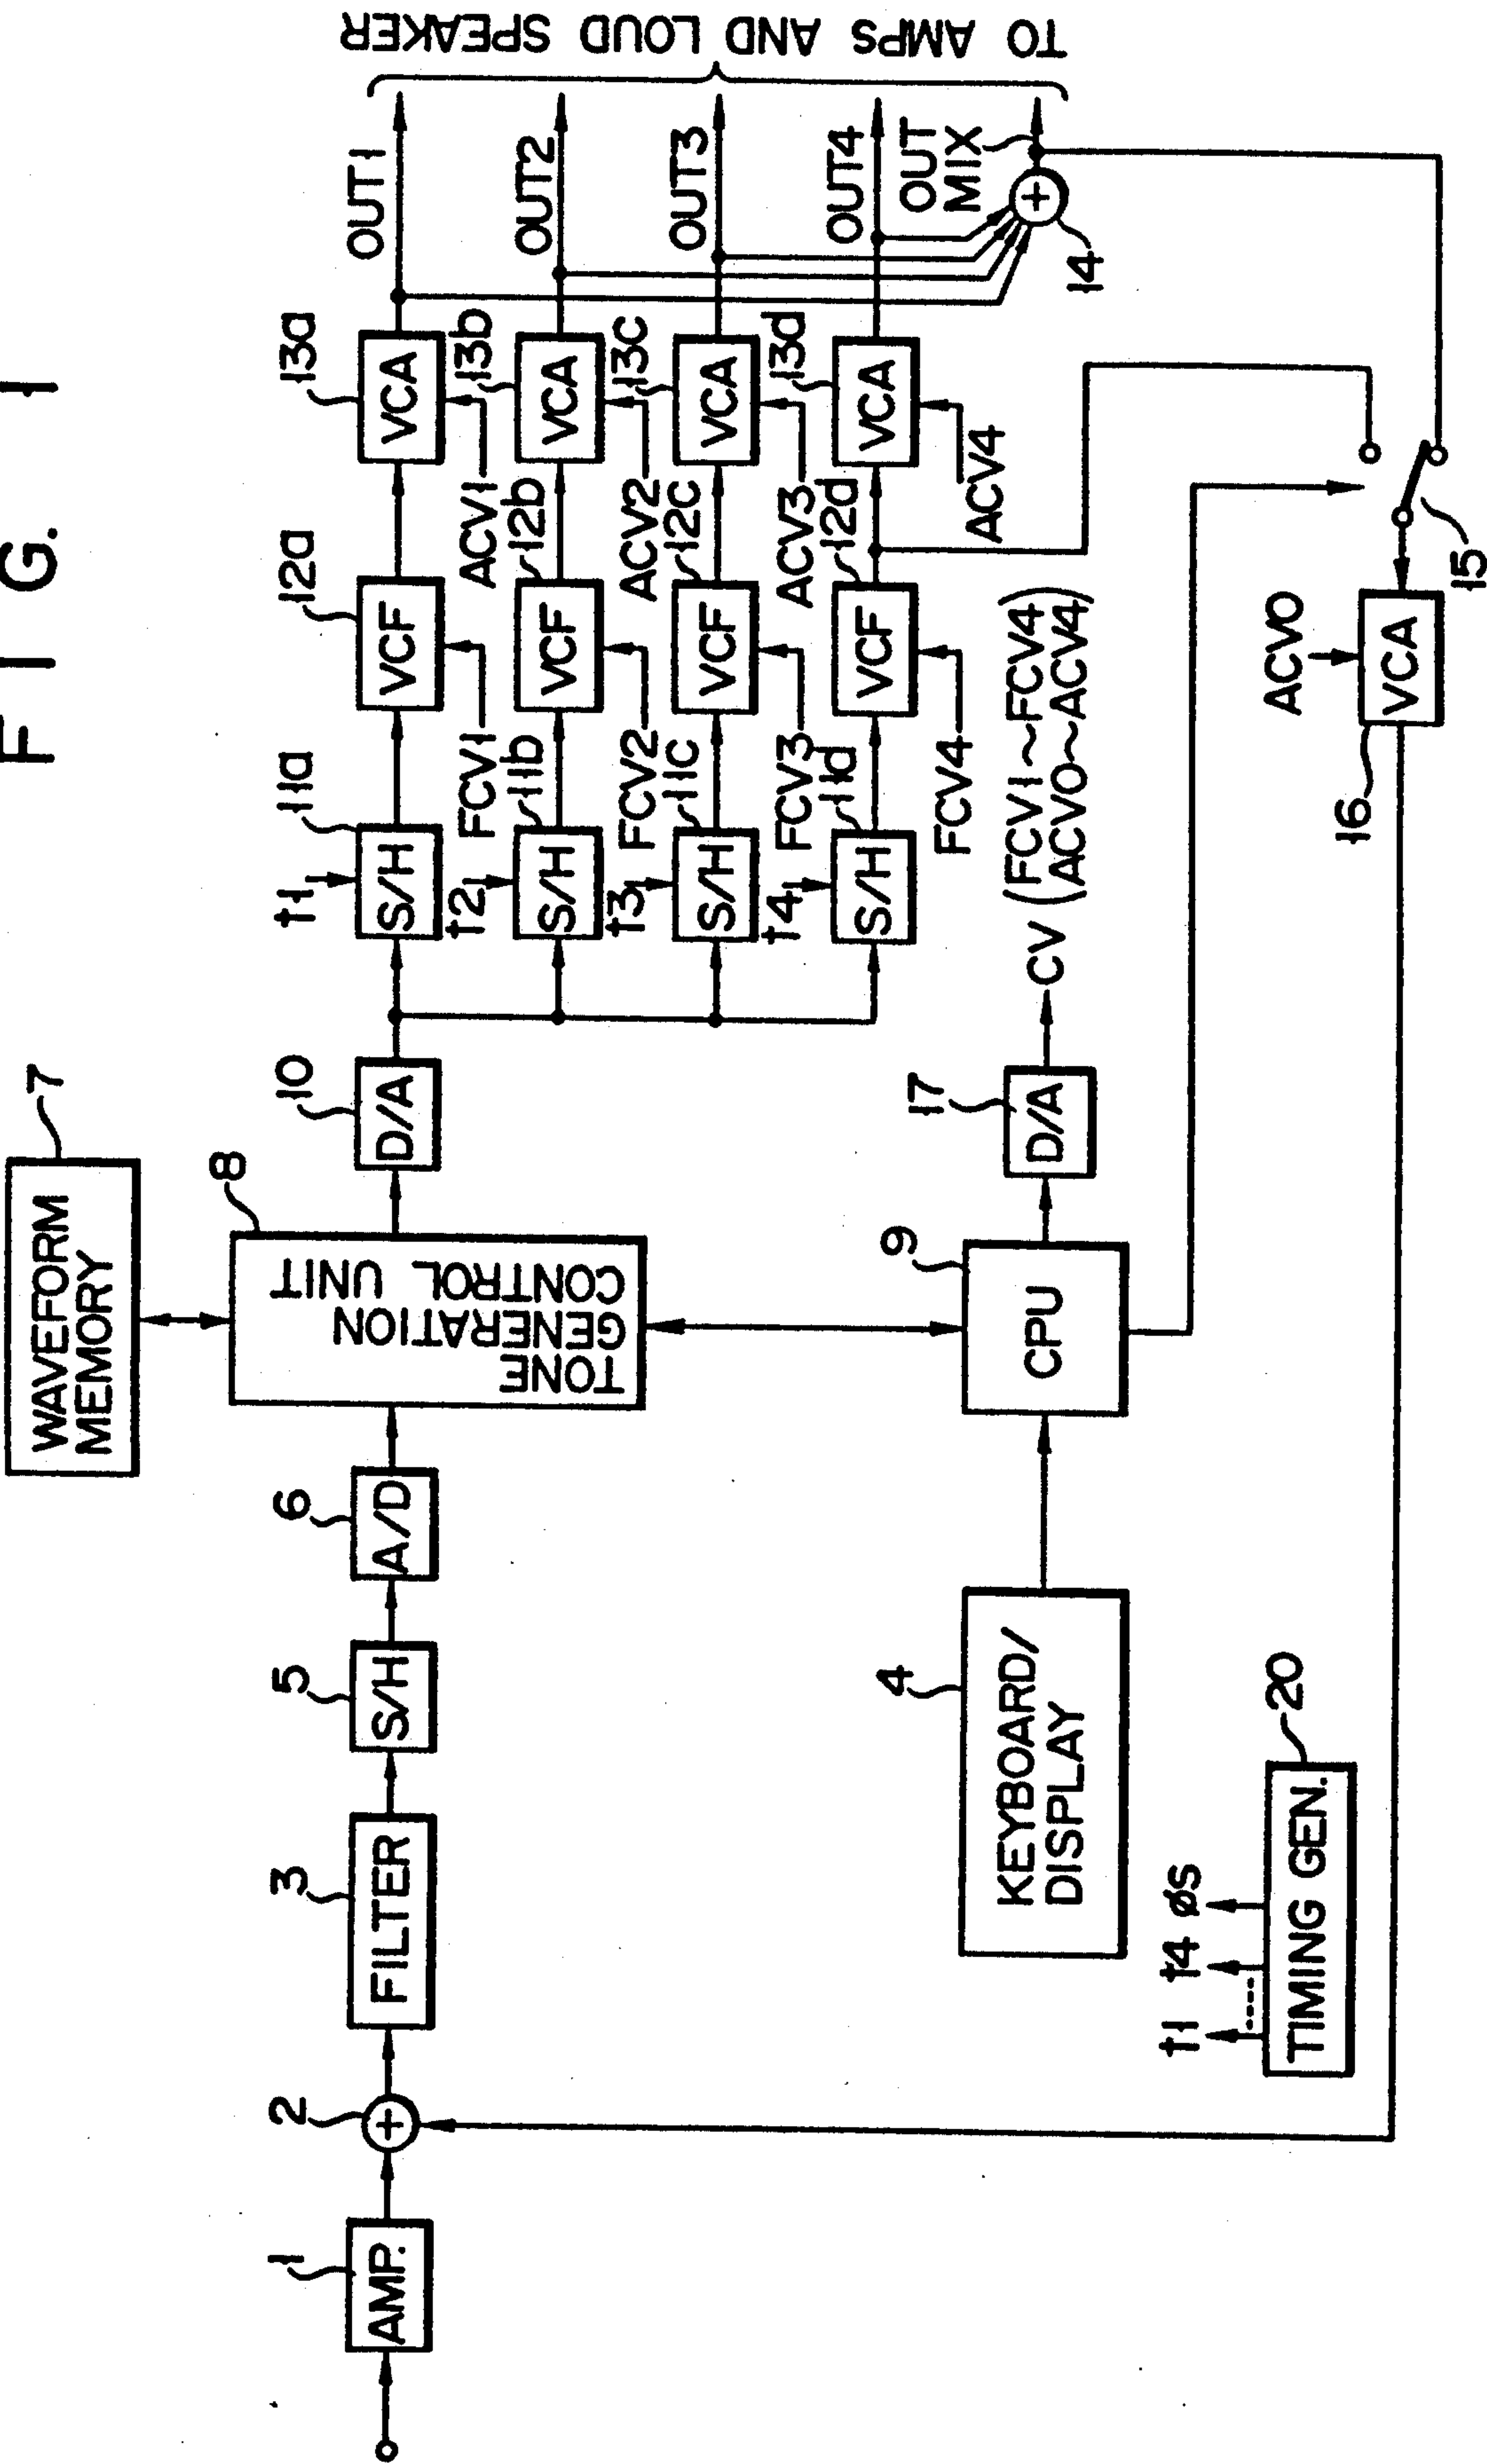 FIG. 1
WAVEFORM
MEMORY
7
8
TONE
GENERATION
CONTROL UNIT
1
AMP.
2
+
3
FILTER
5
S/H
6
A/D
10
D/A
t1
11a
S/H
12a
VCF
FCV1
13a
VCA
ACV1
OUT1
t2
11b
S/H
12b
VCF
FCV2
13b
VCA
ACV2
OUT2
t3
11c
S/H
12c
VCF
FCV3
13c
VCA
ACV3
OUT3
t4
11d
S/H
12d
VCF
FCV4
13d
VCA
ACV4
OUT4
OUT
MIX
+
14
TO AMPS AND LOUD SPEAKER
4
KEYBOARD/
DISPLAY
9
CPU
17
D/A
CV (FCV1~FCV4)
(ACV0~ACV4)
t1 t4 øS
TIMING GEN.
20
ACV0
16
VCA
15